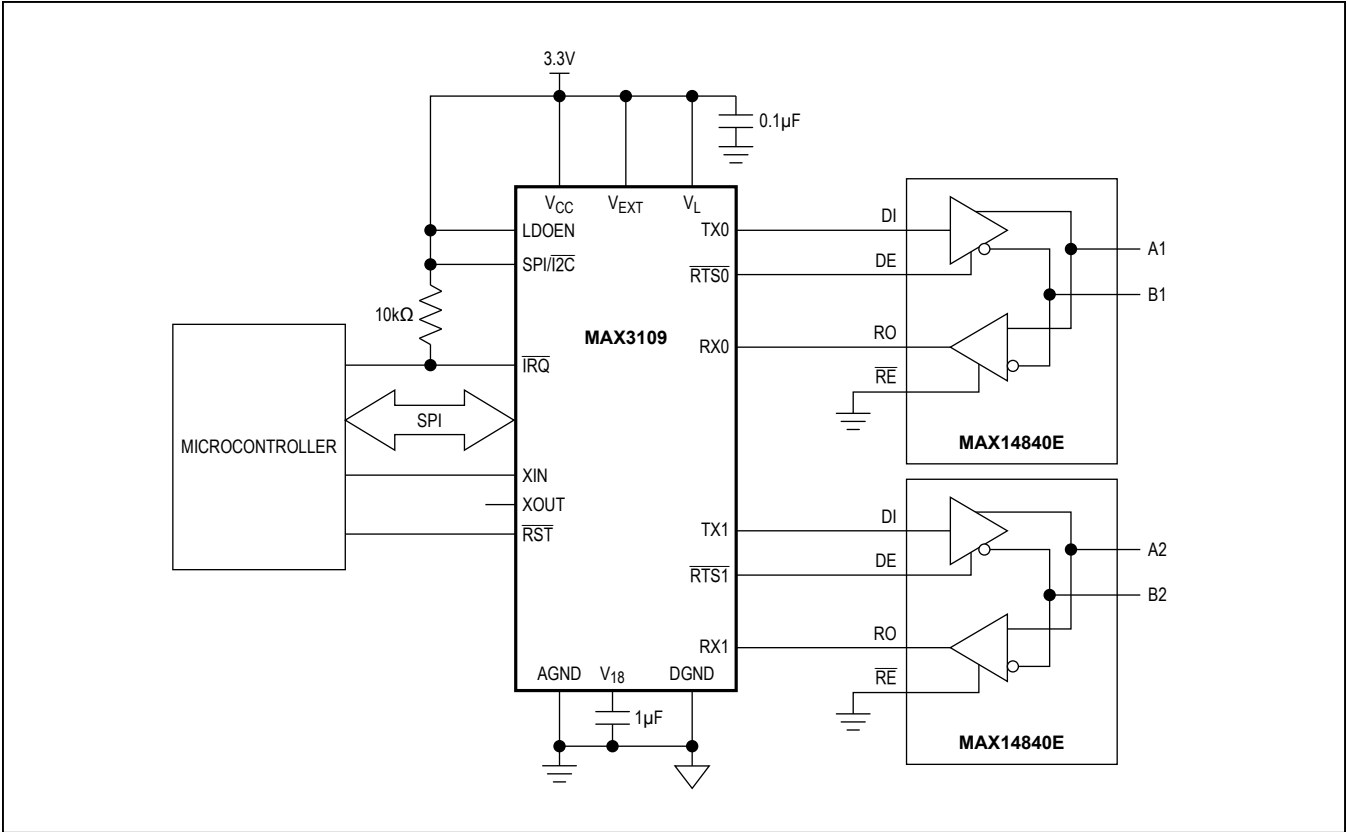 3.3V
0.1µF
VCC
VEXT
VL
LDOEN
SPI/I2C
10kΩ
IRQ
MAX3109
MICROCONTROLLER
SPI
XIN
XOUT
RST
TX0
RTS0
RX0
TX1
RTS1
RX1
AGND
V18
DGND
1µF
DI
DE
RO
RE
A1
B1
MAX14840E
DI
DE
RO
RE
A2
B2
MAX14840E